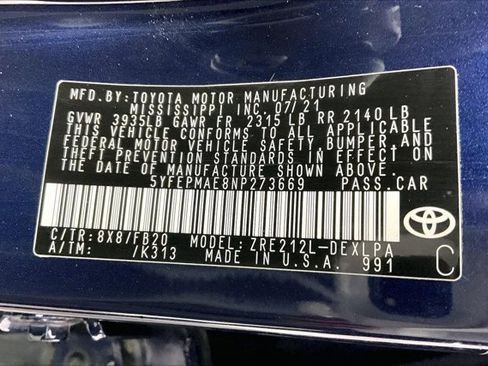 MFD.BY: TOYOTA MOTOR MANUFACTURING
MISSISSIPPI INC. 07/21
GVWR 3935LB GAWR FR. 2315 LB RR 2140 LB
THIS VEHICLE CONFORMS TO ALL APPLICABLE
FEDERAL MOTOR VEHICLE SAFETY,BUMPER,AND
THEFT PREVENTION STANDARDS IN EFFECT ON
THE DATE OF MANUFACTURE SHOWN ABOVE.
5YFEPMAE8NP273669 PASS.CAR
C/TR:8X8/FB20 MODEL:ZRE212L-DEXLPA
A/TM: /K313 MADE IN U.S.A. 991
C